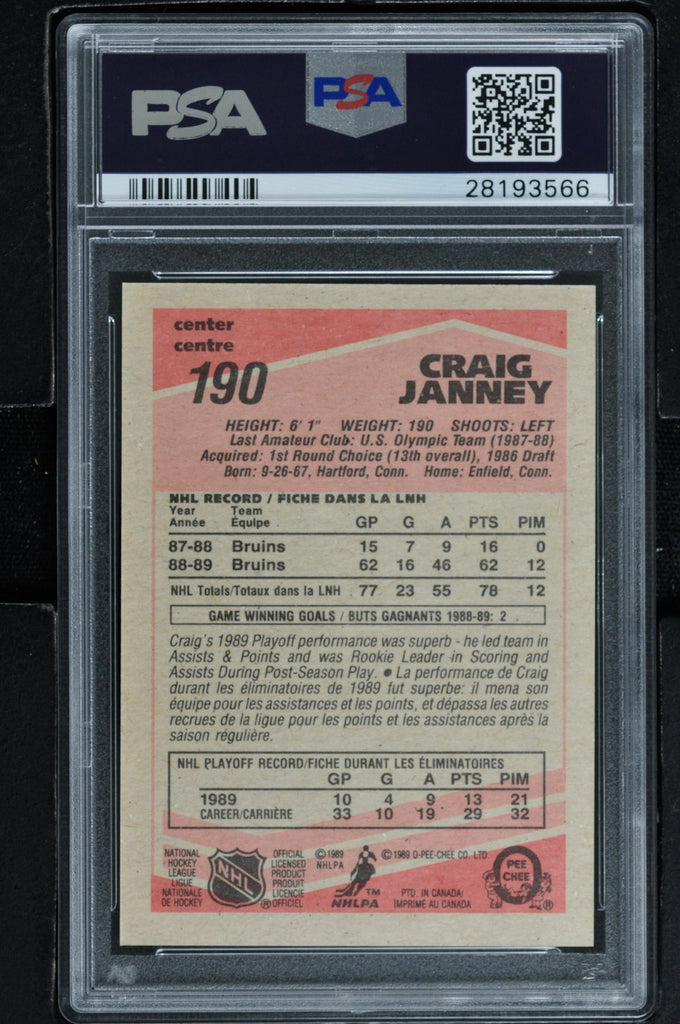 PSA
PSA
28193566
center
centre
190
CRAIG
JANNEY
HEIGHT: 6' 1" WEIGHT: 190 SHOOTS: LEFT
Last Amateur Club: U.S. Olympic Team (1987-88)
Acquired: 1st Round Choice (13th overall), 1986 Draft
Born: 9-26-67, Hartford, Conn. Home: Enfield, Conn.
NHL RECORD / FICHE DANS LA LNH
Year Team
Année Équipe GP G A PTS PIM
87-88 Bruins 15 7 9 16 0
88-89 Bruins 62 16 46 62 12
NHL Totals/Totaux dans la LNH 77 23 55 78 12
GAME WINNING GOALS / BUTS GAGNANTS 1988-89: 2
Craig's 1989 Playoff performance was superb - he led team in
Assists & Points and was Rookie Leader in Scoring and
Assists During Post-Season Play. ● La performance de Craig
durant les éliminatoires de 1989 fut superbe: il mena son
équipe pour les assistances et les points, et dépassa les autres
recrues de la ligue pour les points et les assistances après la
saison régulière.
NHL PLAYOFF RECORD/FICHE DURANT LES ÉLIMINATOIRES
GP G A PTS PIM
1989 10 4 9 13 21
CAREER/CARRIÈRE 33 10 19 29 32
NATIONAL
HOCKEY
LEAGUE
LIGUE
NATIONALE
DE HOCKEY
NHL
®
OFFICIAL
LICENSED
PRODUCT
PRODUIT
LICENCIE
OFFICIEL
©1989
NHLPA
TM
NHLPA
©1989 O-PEE-CHEE CO. LTD.
PTD. IN CANADA/
IMPRIMÉ AU CANADA
O
PEE
CHEE
®